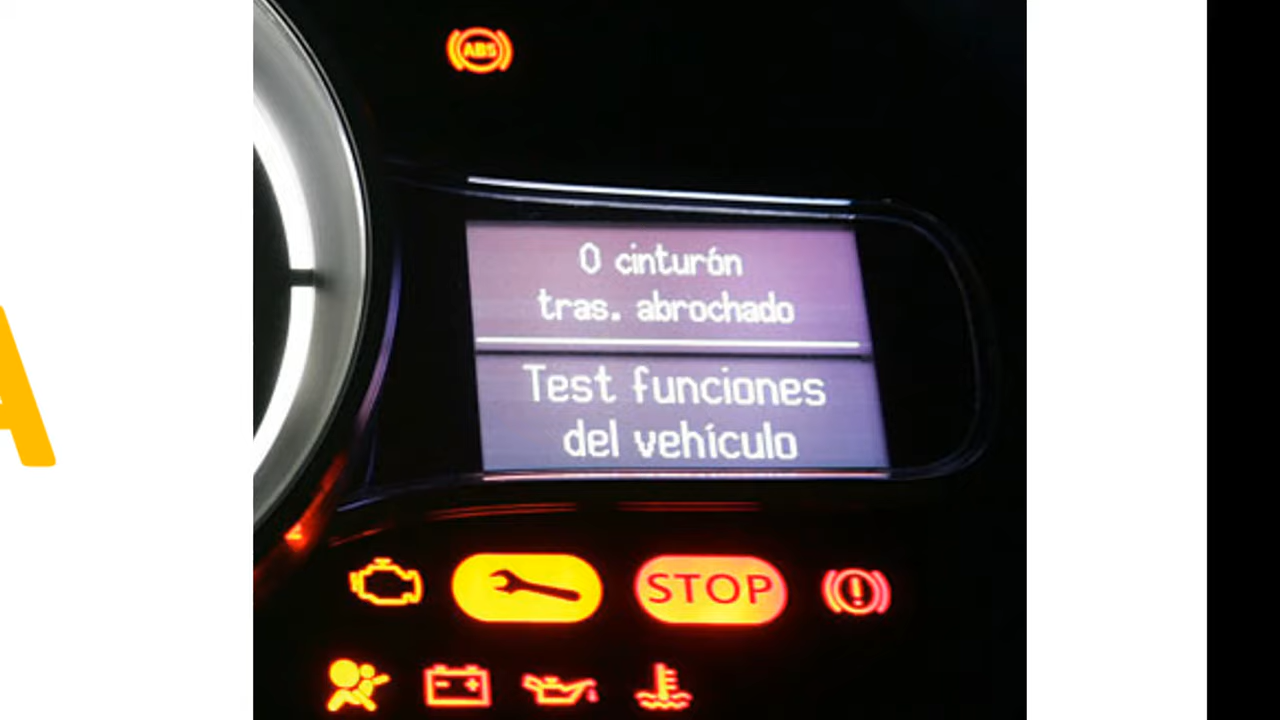 A
ABS
0 cinturón
tras. abrochado
Test funciones
del vehículo
STOP